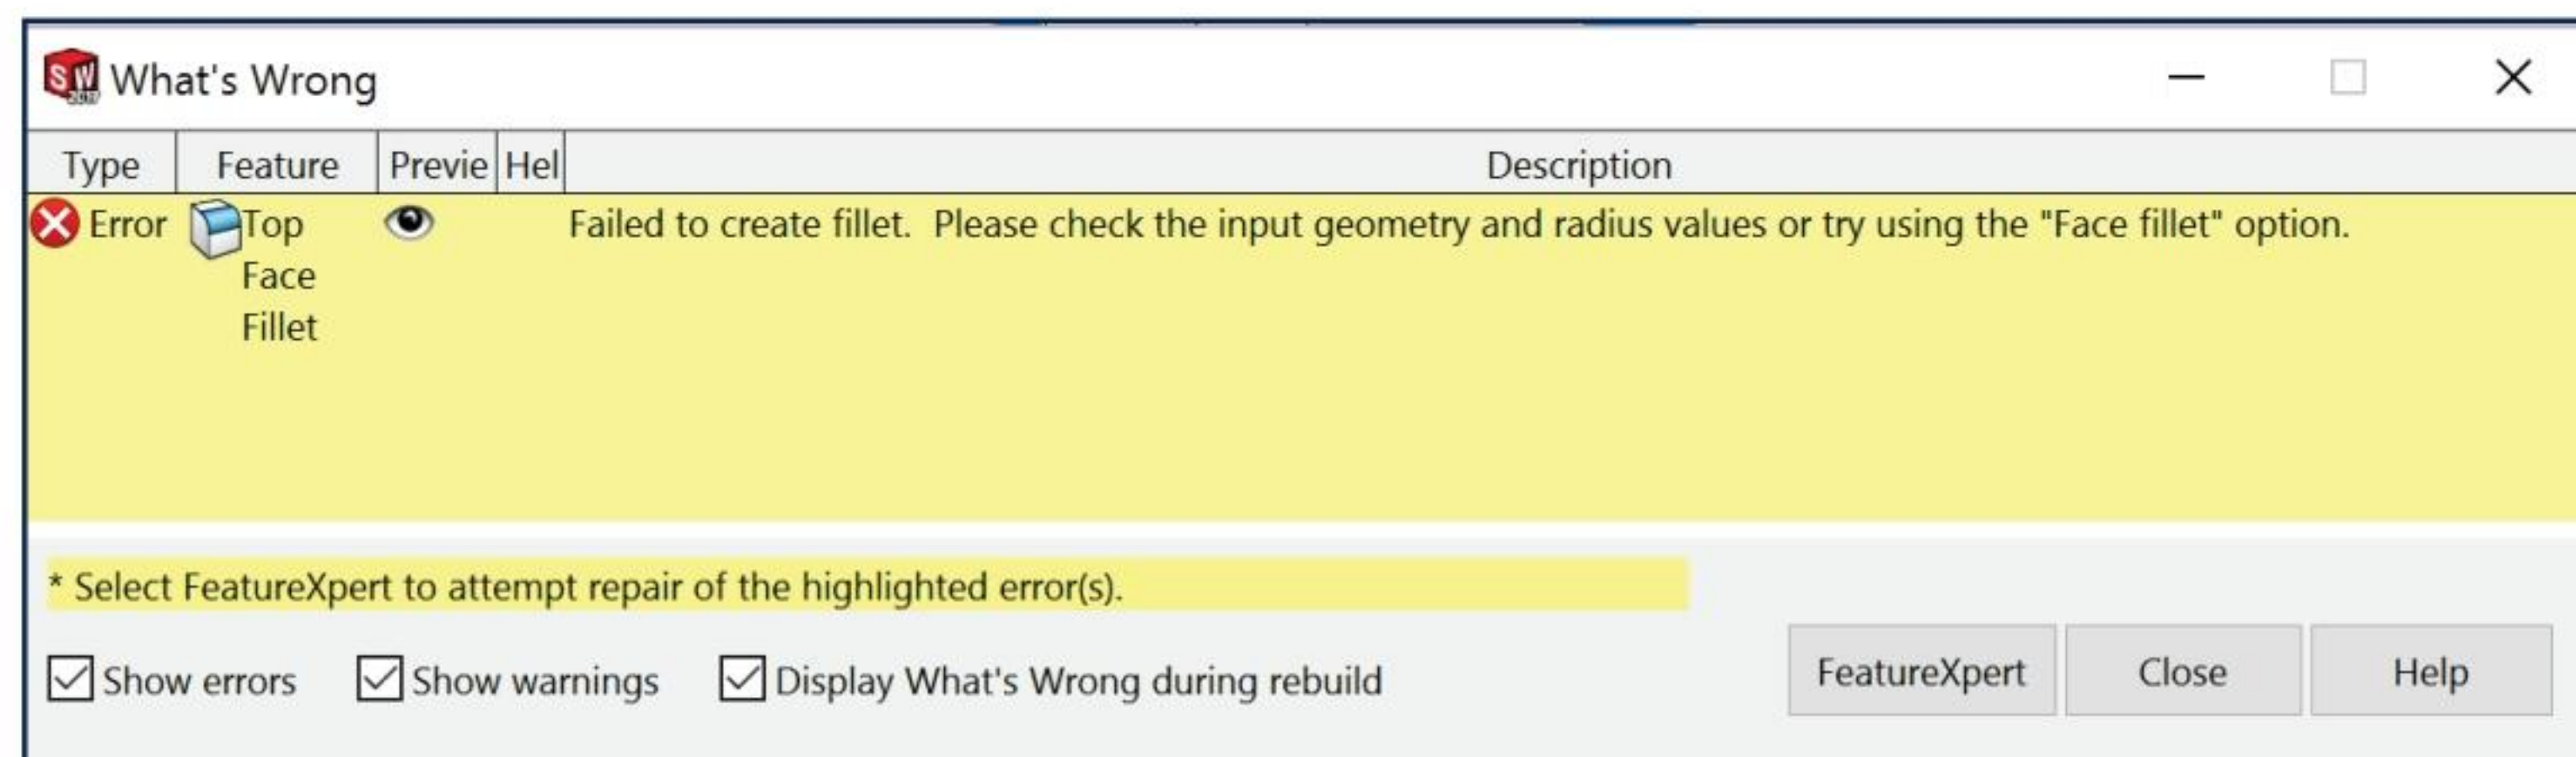 What's Wrong
Type Feature Previe Hel Description
Error Top Failed to create fillet. Please check the input geometry and radius values or try using the "Face fillet" option.
Face
Fillet
* Select FeatureXpert to attempt repair of the highlighted error(s).
Show errors Show warnings Display What's Wrong during rebuild FeatureXpert Close Help